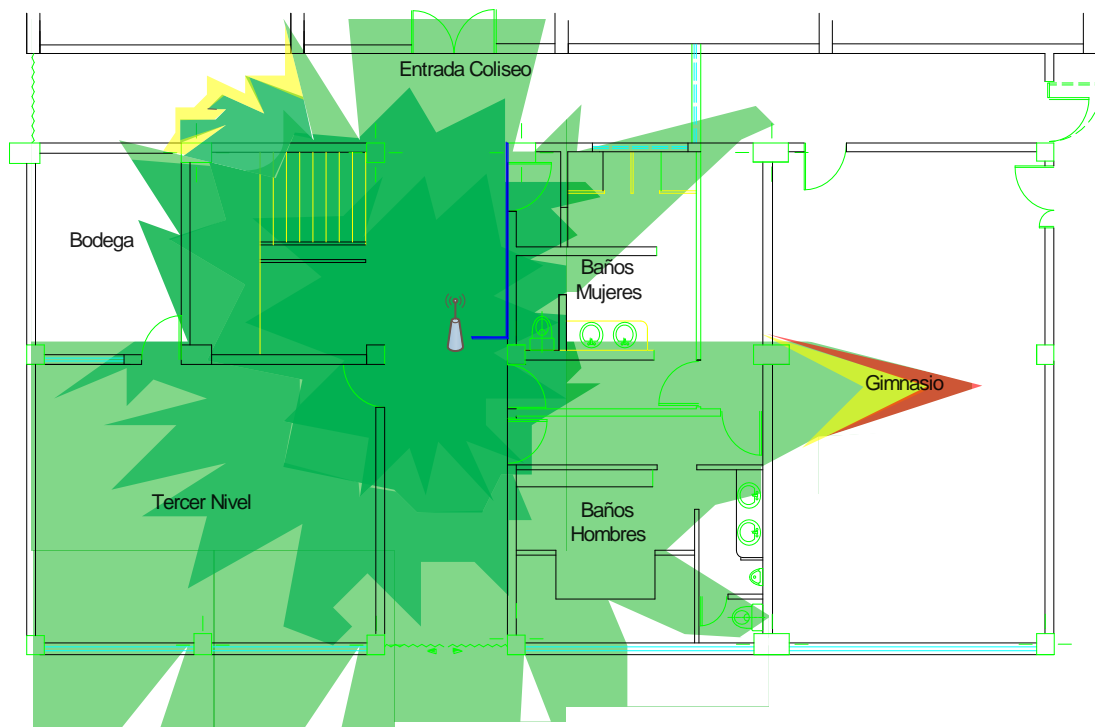 Entrada Coliseo
Bodega
Baños
Mujeres
Gimnasio
Tercer Nivel
Baños
Hombres